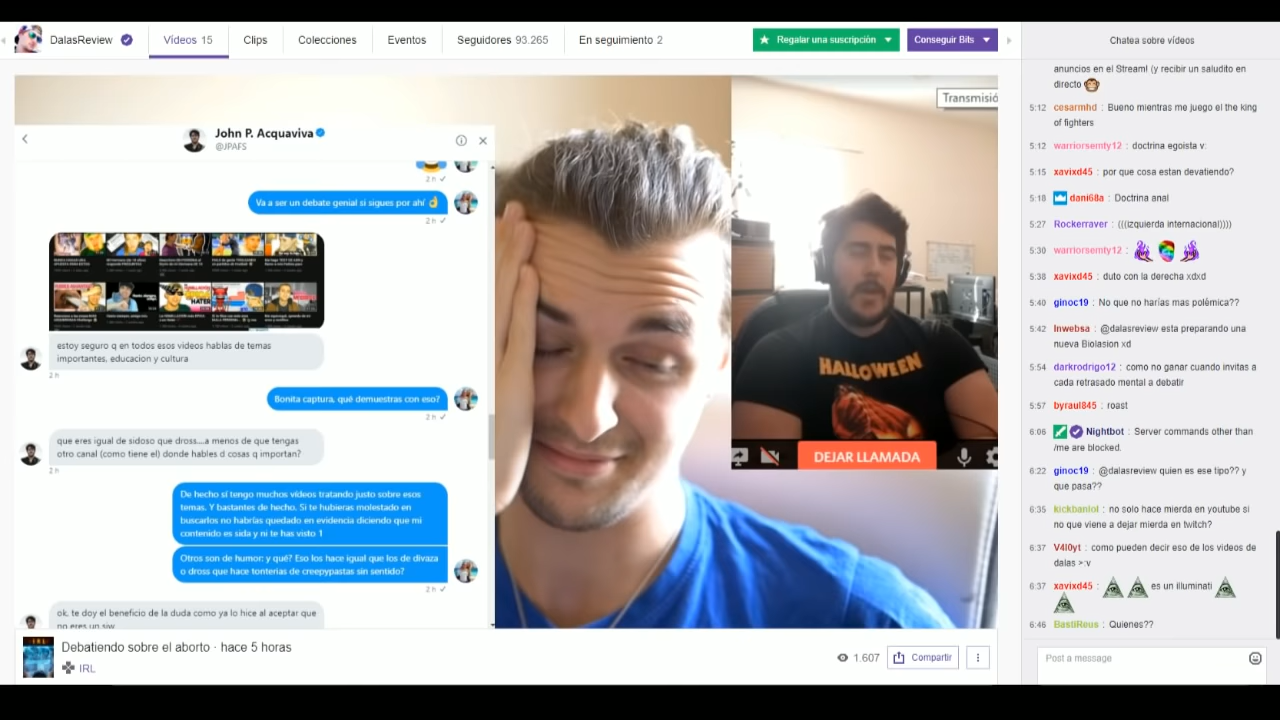 DalasReview
Vídeos 15
Clips
Colecciones
Eventos
Seguidores 93.265
En seguimiento 2
Regalar una suscripción
Conseguir Bits
Chatea sobre vídeos
Transmisió
John P. Acquaviva
@JPAFS
2 h ✓
Va a ser un debate genial si sigues por ahí 👌
2 h ✓
estoy seguro q en todos esos videos hablas de temas
importantes, educacion y cultura
2 h
Bonita captura, qué demuestras con eso?
2 h ✓
que eres igual de sidoso que dross....a menos de que tengas
otro canal (como tiene el) donde hables d cosas q importan?
2 h
De hecho sí tengo muchos vídeos tratando justo sobre esos
temas. Y bastantes de hecho. Si te hubieras molestado en
buscarlos no habrías quedado en evidencia diciendo que mi
contenido es sida y ni te has visto 1
Otros son de humor: y qué? Eso los hace igual que los de divaza
o dross que hace tonterias de creepypastas sin sentido?
2 h ✓
ok, te doy el beneficio de la duda como ya lo hice al aceptar que
no eres un sjw
HALLOWEEN
DEJAR LLAMADA
Debatiendo sobre el aborto · hace 5 horas
IRL
1.607
Compartir
anuncios en el Stream! (y recibir un saludito en
directo 🐵
5:12 cesarmhd : Bueno mientras me juego el the king
of fighters
5:12 warriorsemty12 : doctrina egoista v:
5:15 xavixd45 : por que cosa estan devatiendo?
5:18 dani68a : Doctrina anal
5:27 Rockerraver : (((izquierda internacional))))
5:30 warriorsemty12 :
5:38 xavixd45 : duto con la derecha xdxd
5:40 ginoc19 : No que no harías mas polémica??
5:42 lnwebsa : @dalasreview esta preparando una
nueva Biolasion xd
5:54 darkrodrigo12 : como no ganar cuando invitas a
cada retrasado mental a debatir
5:57 byraul845 : roast
6:06 Nightbot : Server commands other than
/me are blocked.
6:22 ginoc19 : @dalasreview quien es ese tipo?? y
que pasa??
6:35 kickbanlol : no solo hace mierda en youtube si
no que viene a dejar mierda en twitch?
6:37 V4l0yt : como pueden decir eso de los videos de
dalas >:v
6:37 xavixd45 : es un illuminati
6:46 BastiReus : Quienes??
Post a message